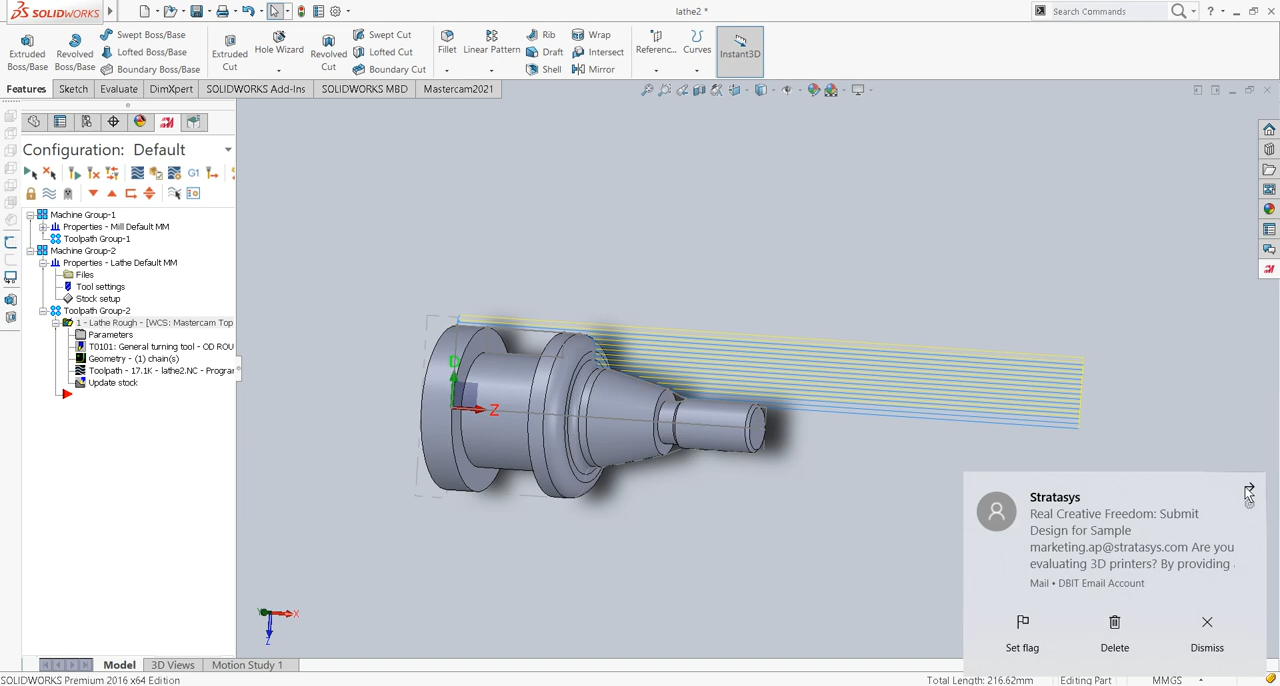 SOLIDWORKS
lathe2 *
Search Commands
Extruded Boss/Base
Revolved Boss/Base
Swept Boss/Base
Lofted Boss/Base
Boundary Boss/Base
Extruded Cut
Hole Wizard
Revolved Cut
Swept Cut
Lofted Cut
Boundary Cut
Fillet
Linear Pattern
Rib
Draft
Shell
Wrap
Intersect
Mirror
Referenc...
Curves
Instant3D
Features
Sketch
Evaluate
DimXpert
SOLIDWORKS Add-Ins
SOLIDWORKS MBD
Mastercam2021
Configuration: Default
G1
Machine Group-1
Properties - Mill Default MM
Toolpath Group-1
Machine Group-2
Properties - Lathe Default MM
Files
Tool settings
Stock setup
Toolpath Group-2
1 - Lathe Rough - [WCS: Mastercam Top
Parameters
T0101: General turning tool - OD ROU
Geometry - (1) chain(s)
Toolpath - 17.1K - lathe2.NC - Progra
Update stock
D
Z
Stratasys
Real Creative Freedom: Submit
Design for Sample
marketing.ap@stratasys.com Are you
evaluating 3D printers? By providing
Mail • DBIT Email Account
Set flag
Delete
Dismiss
X
Z
Model
3D Views
Motion Study 1
SOLIDWORKS Premium 2016 x64 Edition
Total Length: 216.62mm
Editing Part
MMGS